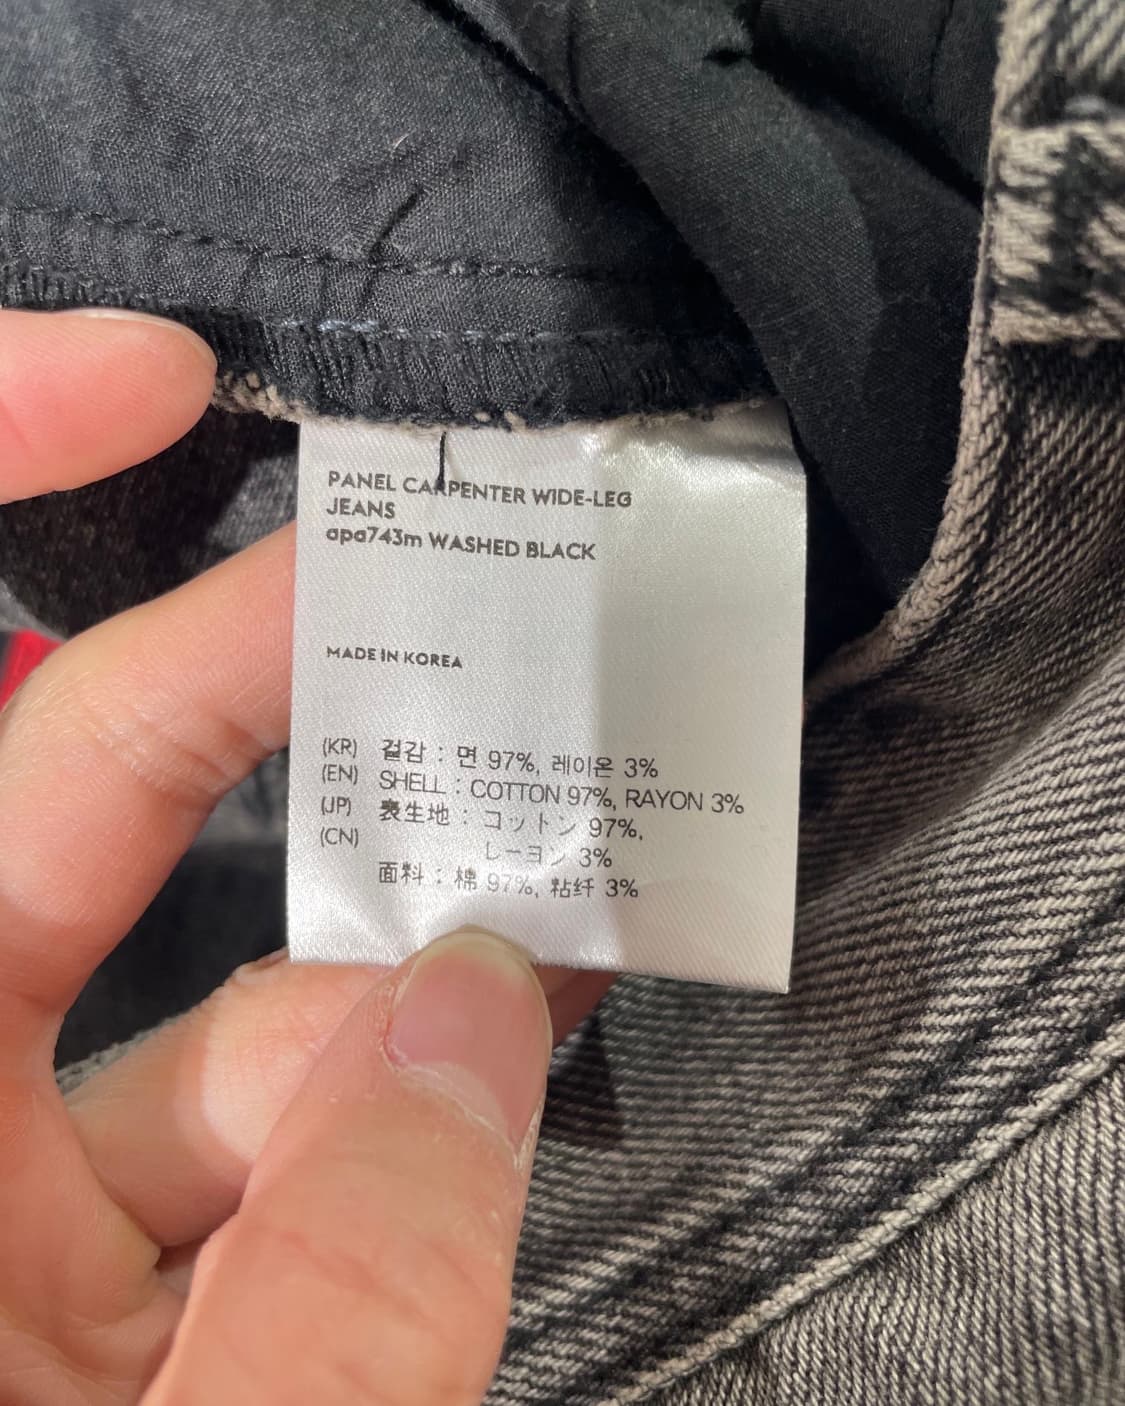 PANEL CARPENTER WIDE-LEG
JEANS
apa743m WASHED BLACK
MADE IN KOREA
(KR) 겉감 : 면 97%, 레이온 3%
(EN) SHELL : COTTON 97%, RAYON 3%
(JP) 表生地 : コットン 97%,
(CN) レーヨン 3%
面料 : 棉 97%, 粘纤 3%